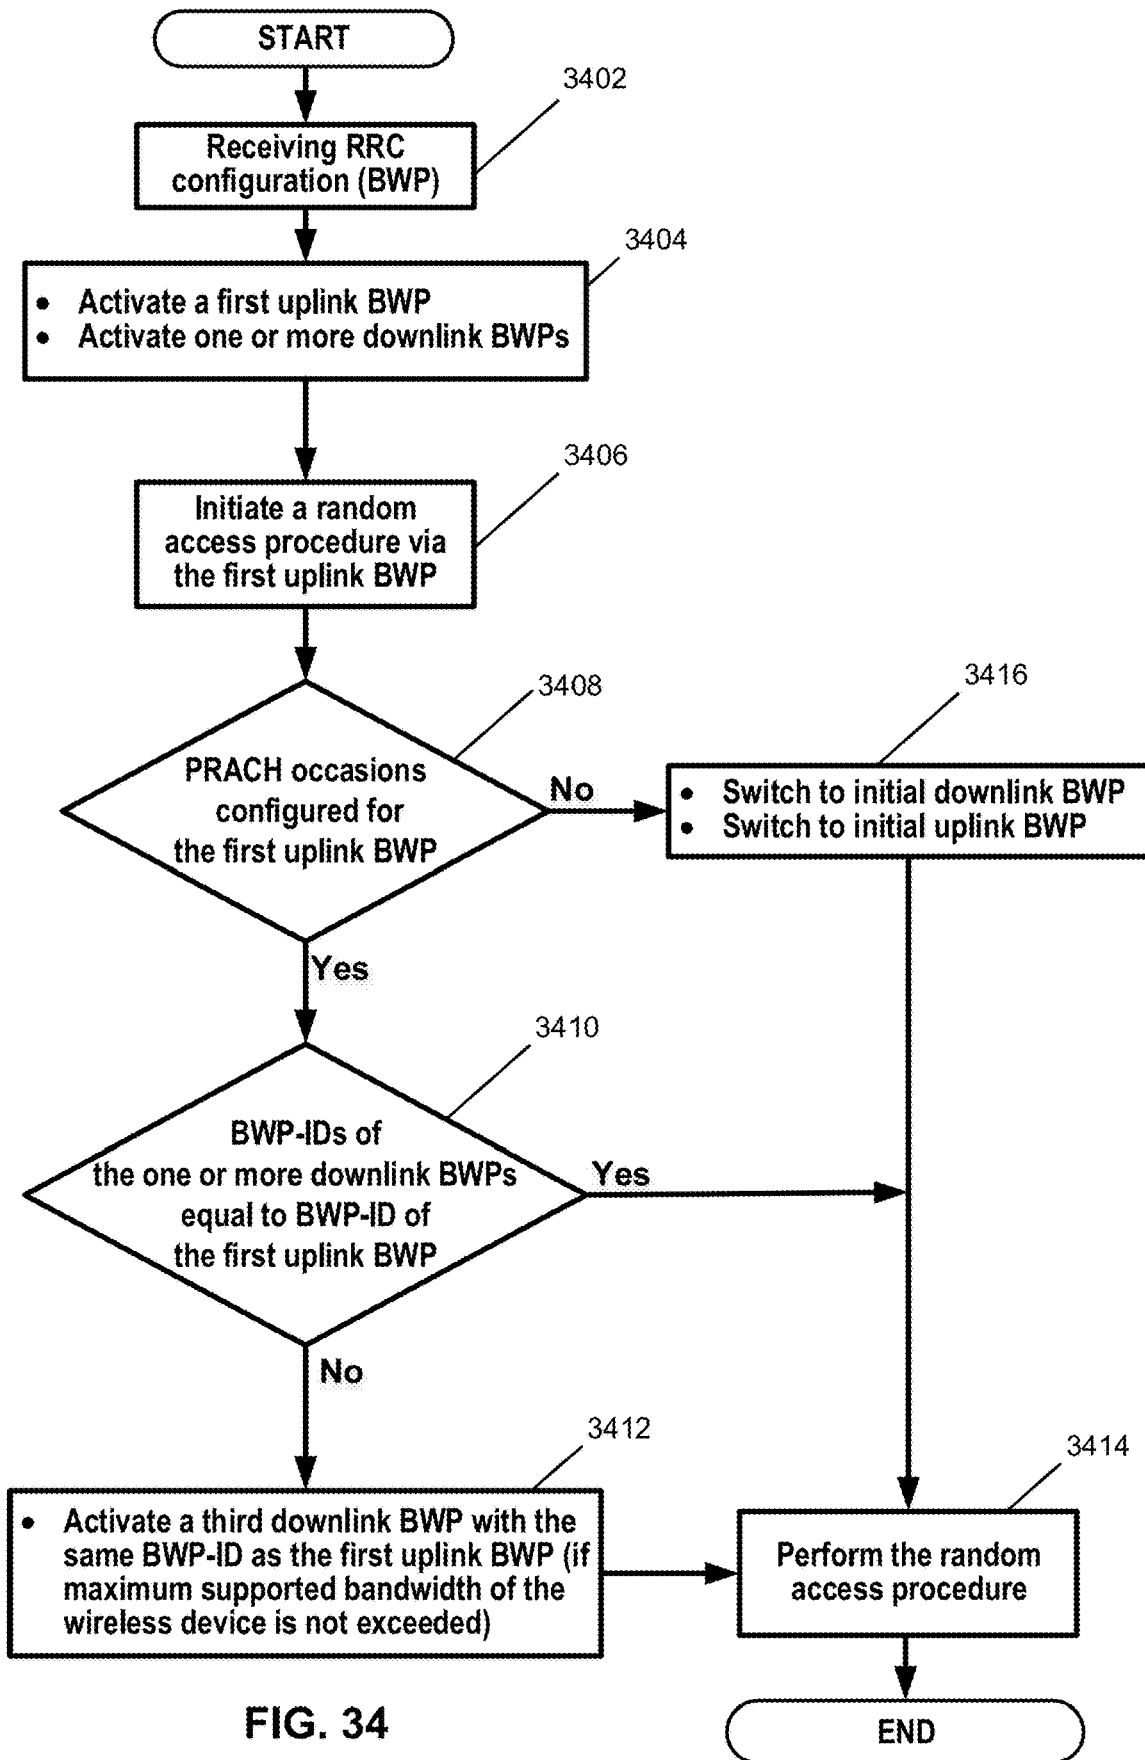 START
3402
Receiving RRC
configuration (BWP)
3404
• Activate a first uplink BWP
• Activate one or more downlink BWPs
3406
Initiate a random
access procedure via
the first uplink BWP
3408
PRACH occasions
configured for
the first uplink BWP
No
3416
• Switch to initial downlink BWP
• Switch to initial uplink BWP
Yes
3410
BWP-IDs of
the one or more downlink BWPs
equal to BWP-ID of
the first uplink BWP
Yes
No
3412
• Activate a third downlink BWP with the
same BWP-ID as the first uplink BWP (if
maximum supported bandwidth of the
wireless device is not exceeded)
3414
Perform the random
access procedure
END
FIG. 34